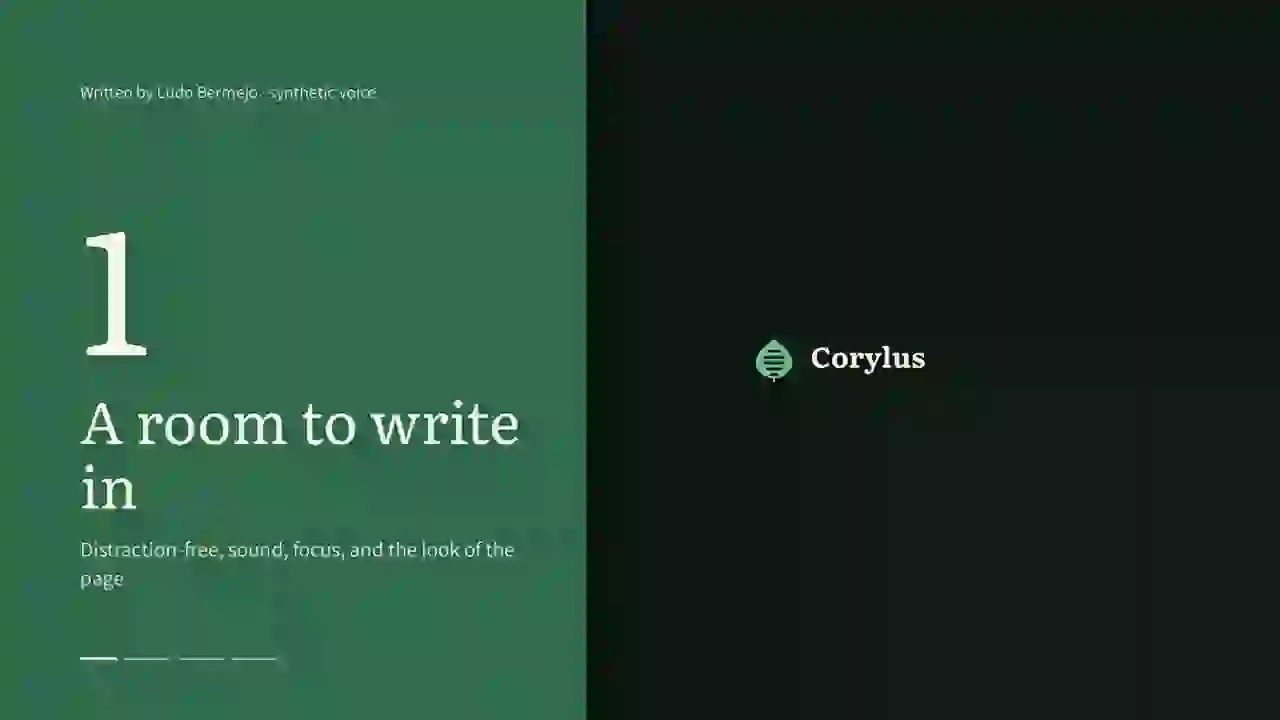 Written by Ludo Bermejo · synthetic voice
1
A room to write
in
Distraction-free, sound, focus, and the look of the
page
Corylus